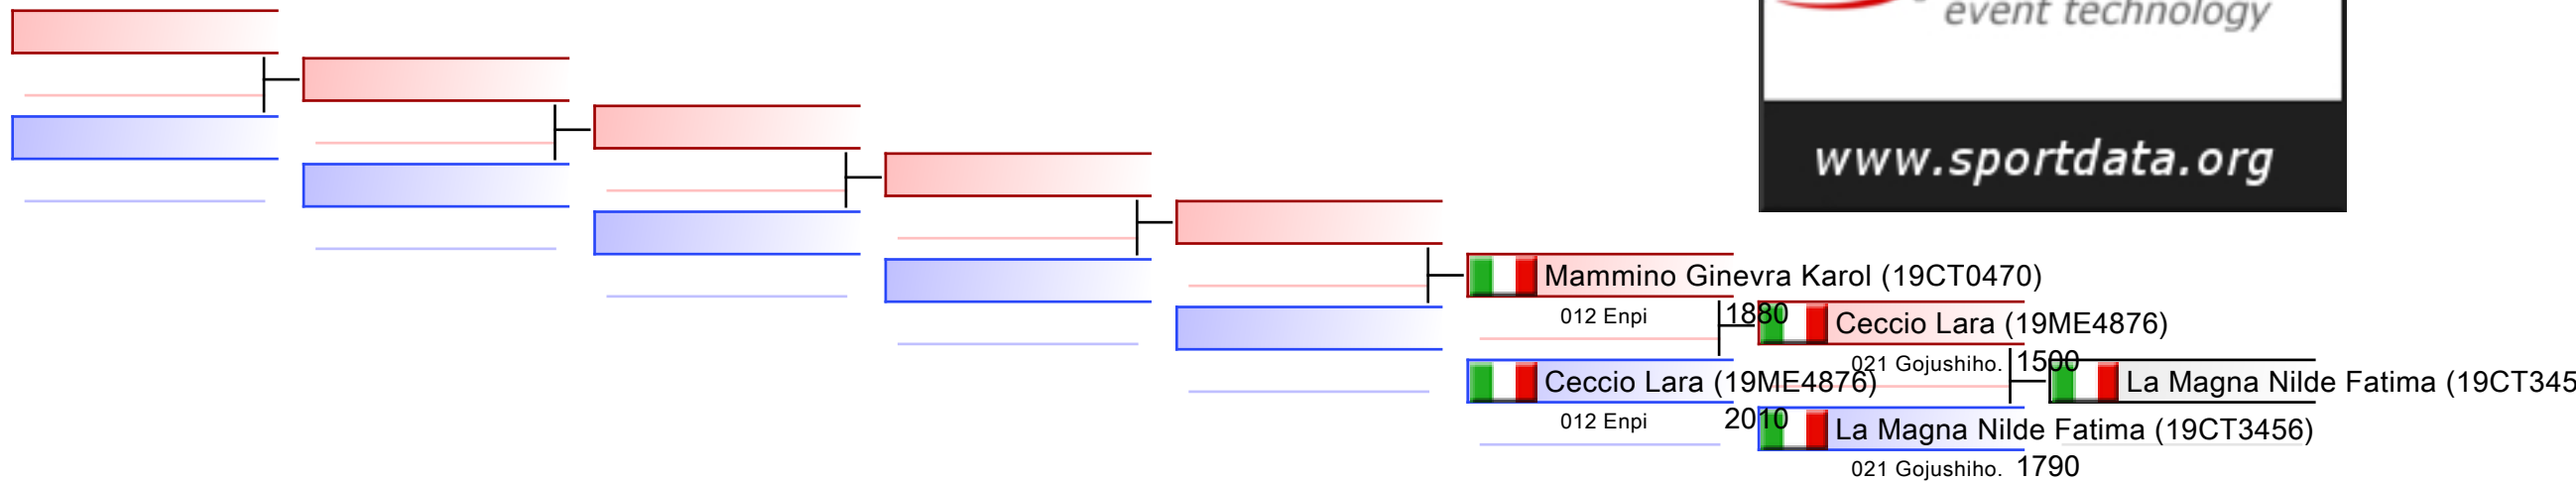 event technology
www.sportdata.org
Mammino Ginevra Karol (19CT0470)
012 Enpi
1880
Ceccio Lara (19ME4876)
021 Gojushiho.
1500
Ceccio Lara (19ME4876)
La Magna Nilde Fatima (19CT345
012 Enpi
2010
La Magna Nilde Fatima (19CT3456)
021 Gojushiho.
1790